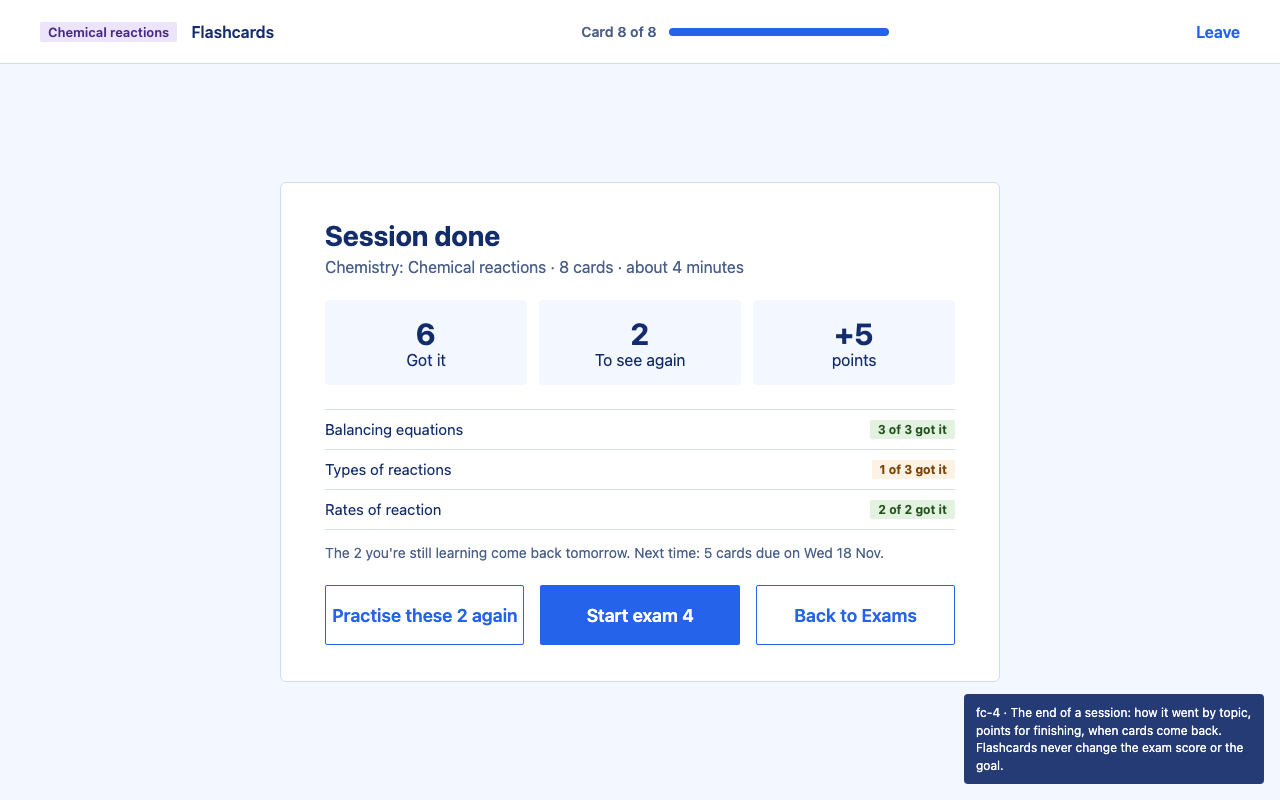 Chemical reactions Flashcards
Card 8 of 8
Leave
Session done
Chemistry: Chemical reactions · 8 cards · about 4 minutes
6
Got it
2
To see again
+5
points
Balancing equations 3 of 3 got it
Types of reactions 1 of 3 got it
Rates of reaction 2 of 2 got it
The 2 you're still learning come back tomorrow. Next time: 5 cards due on Wed 18 Nov.
Practise these 2 again
Start exam 4
Back to Exams
fc-4 · The end of a session: how it went by topic,
points for finishing, when cards come back.
Flashcards never change the exam score or the
goal.